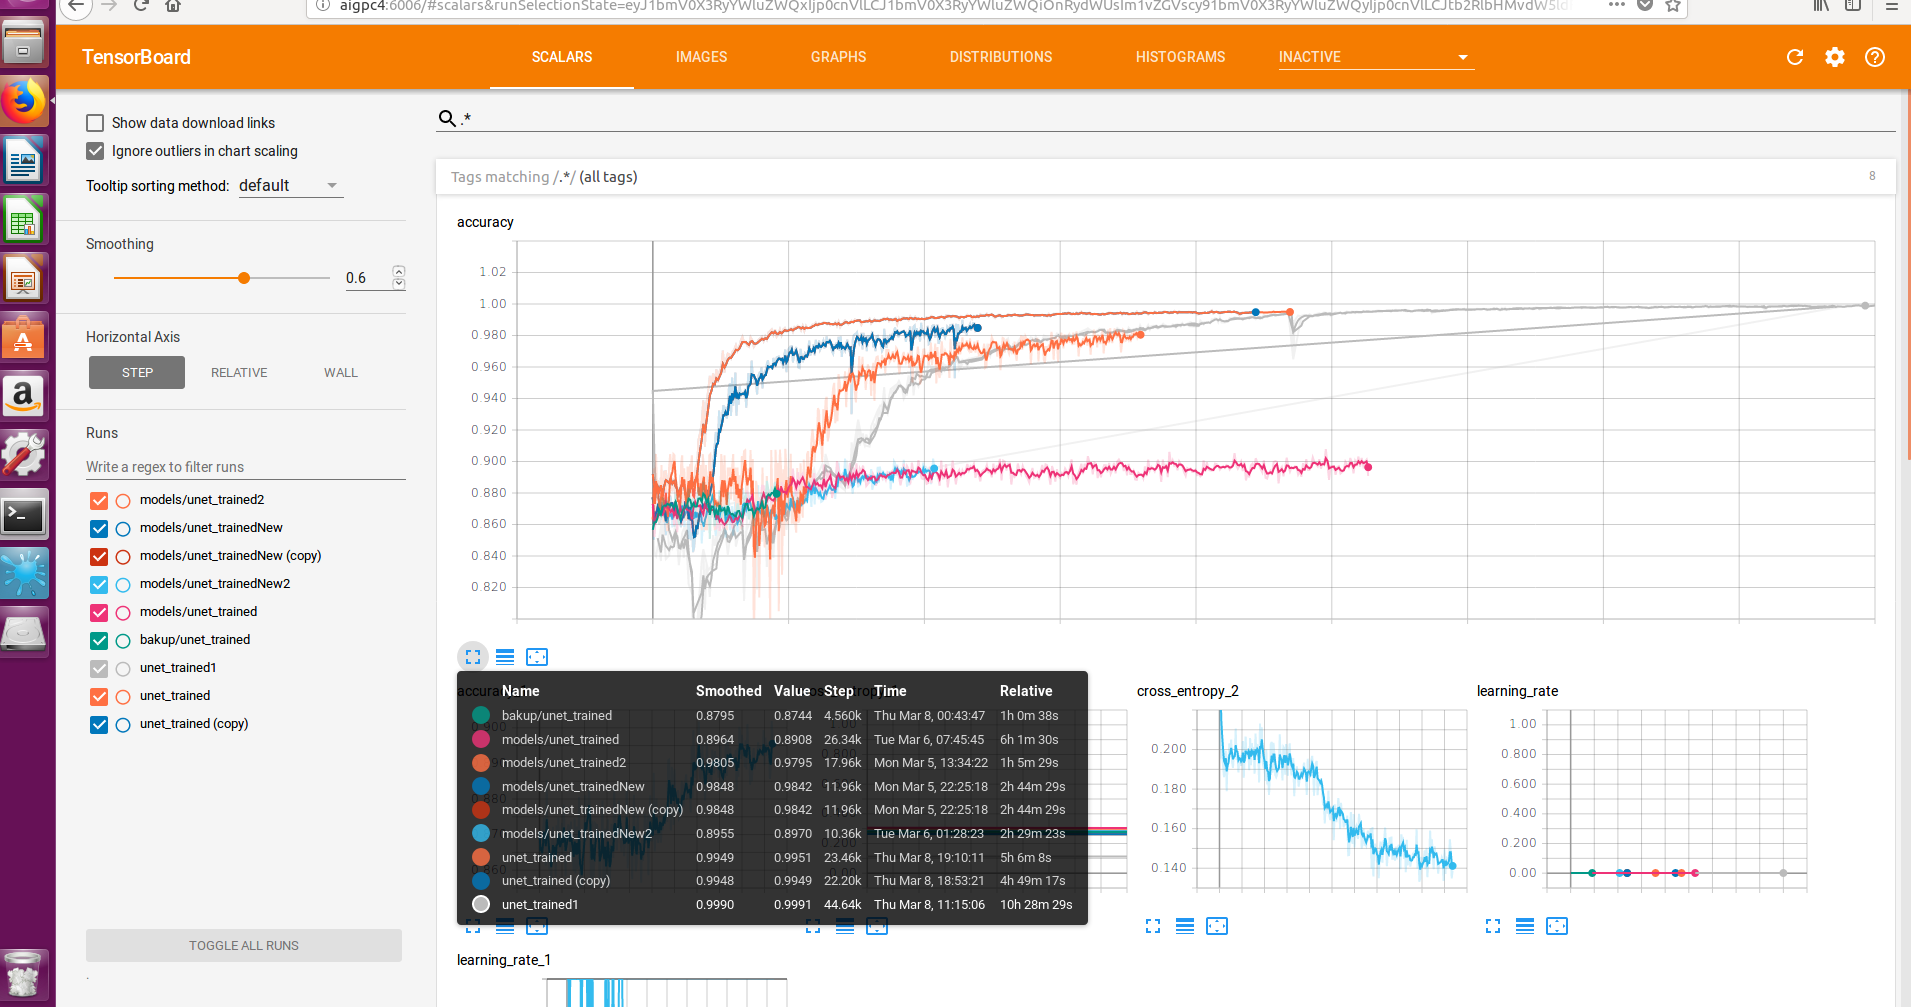 aigpc4:6006/#scalars&runSelectionState=
TensorBoard
SCALARS IMAGES GRAPHS DISTRIBUTIONS HISTOGRAMS INACTIVE
Show data download links
.*
Ignore outliers in chart scaling
Tooltip sorting method: default
Tags matching /.*/ (all tags) 8
accuracy
Smoothing
0.6
Horizontal Axis
STEP RELATIVE WALL
Runs
Write a regex to filter runs
models/unet_trained2
models/unet_trainedNew
models/unet_trainedNew (copy)
models/unet_trainedNew2
models/unet_trained
bakup/unet_trained
unet_trained1
unet_trained
unet_trained (copy)
TOGGLE ALL RUNS
.
1.02
1.00
0.980
0.960
0.940
0.920
0.900
0.880
0.860
0.840
0.820
Name Smoothed Value Step Time Relative
bakup/unet_trained 0.8795 0.8744 4.560k Thu Mar 8, 00:43:47 1h 0m 38s
models/unet_trained 0.8964 0.8908 26.34k Tue Mar 6, 07:45:45 6h 1m 30s
models/unet_trained2 0.9805 0.9795 17.96k Mon Mar 5, 13:34:22 1h 5m 29s
models/unet_trainedNew 0.9848 0.9842 11.96k Mon Mar 5, 22:25:18 2h 44m 29s
models/unet_trainedNew (copy) 0.9848 0.9842 11.96k Mon Mar 5, 22:25:18 2h 44m 29s
models/unet_trainedNew2 0.8955 0.8970 10.36k Tue Mar 6, 01:28:23 2h 29m 23s
unet_trained 0.9949 0.9951 23.46k Thu Mar 8, 19:10:11 5h 6m 8s
unet_trained (copy) 0.9948 0.9949 22.20k Thu Mar 8, 18:53:21 4h 49m 17s
unet_trained1 0.9990 0.9991 44.64k Thu Mar 8, 11:15:06 10h 28m 29s
cross_entropy_2
0.200
0.180
0.160
0.140
learning_rate
1.00
0.800
0.600
0.400
0.200
0.00
learning_rate_1